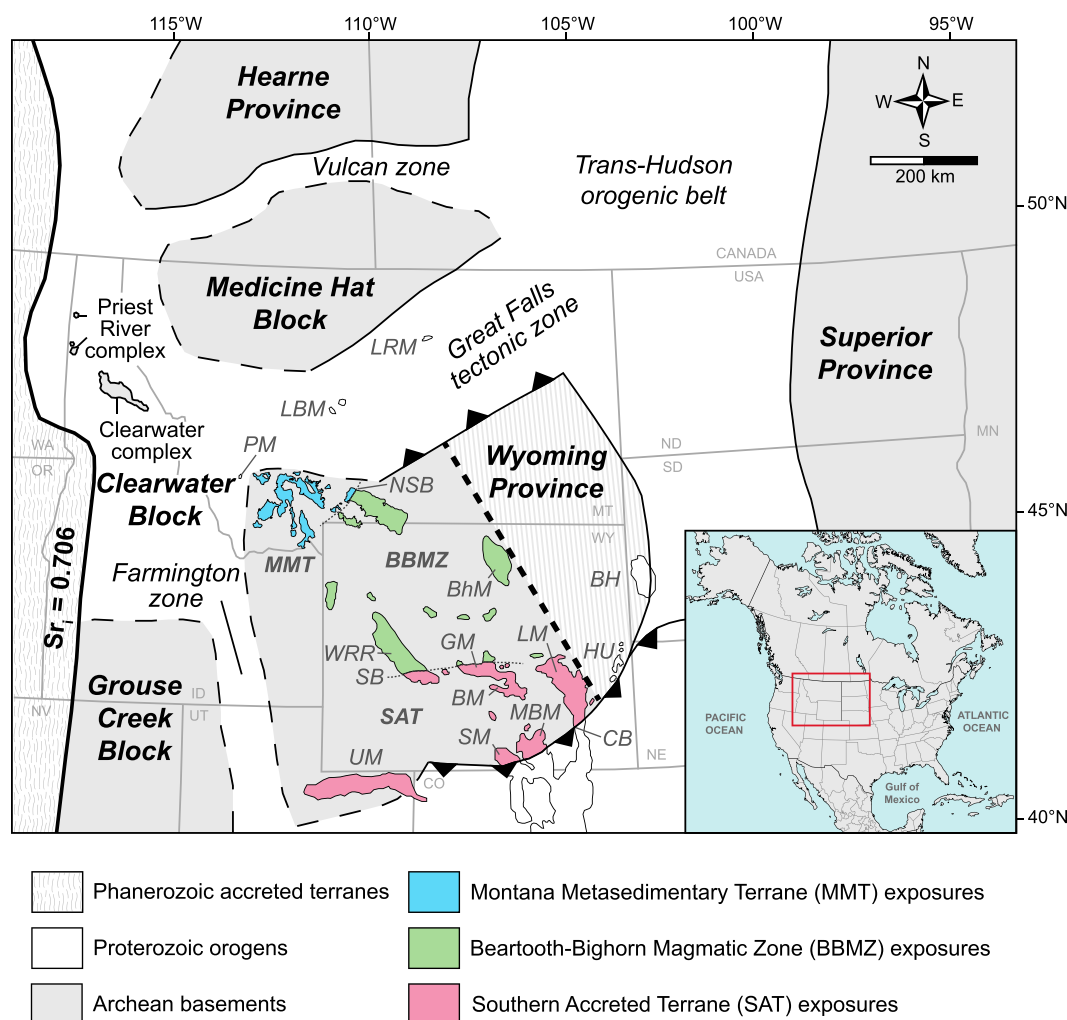 115°W
110°W
105°W
100°W
95°W
Hearne
Province
N
W
E
S
200 km
Vulcan zone
Trans-Hudson
orogenic belt
50°N
CANADA
USA
Medicine Hat
Block
Priest
River
complex
LRM
Great Falls
tectonic zone
Superior
Province
LBM
Clearwater
complex
PM
WA
OR
ND
SD
MN
Wyoming
Province
Clearwater
Block
NSB
45°N
MT
WY
MMT
BBMZ
BhM
BH
Farmington
zone
Sri = 0.706
WRR
GM
LM
HU
SB
BM
Grouse
Creek
Block
ID
UT
NV
SAT
MBM
SM
CB
UM
NE
CO
PACIFIC
OCEAN
ATLANTIC
OCEAN
Gulf of
Mexico
40°N
Phanerozoic accreted terranes
Montana Metasedimentary Terrane (MMT) exposures
Proterozoic orogens
Beartooth-Bighorn Magmatic Zone (BBMZ) exposures
Archean basements
Southern Accreted Terrane (SAT) exposures